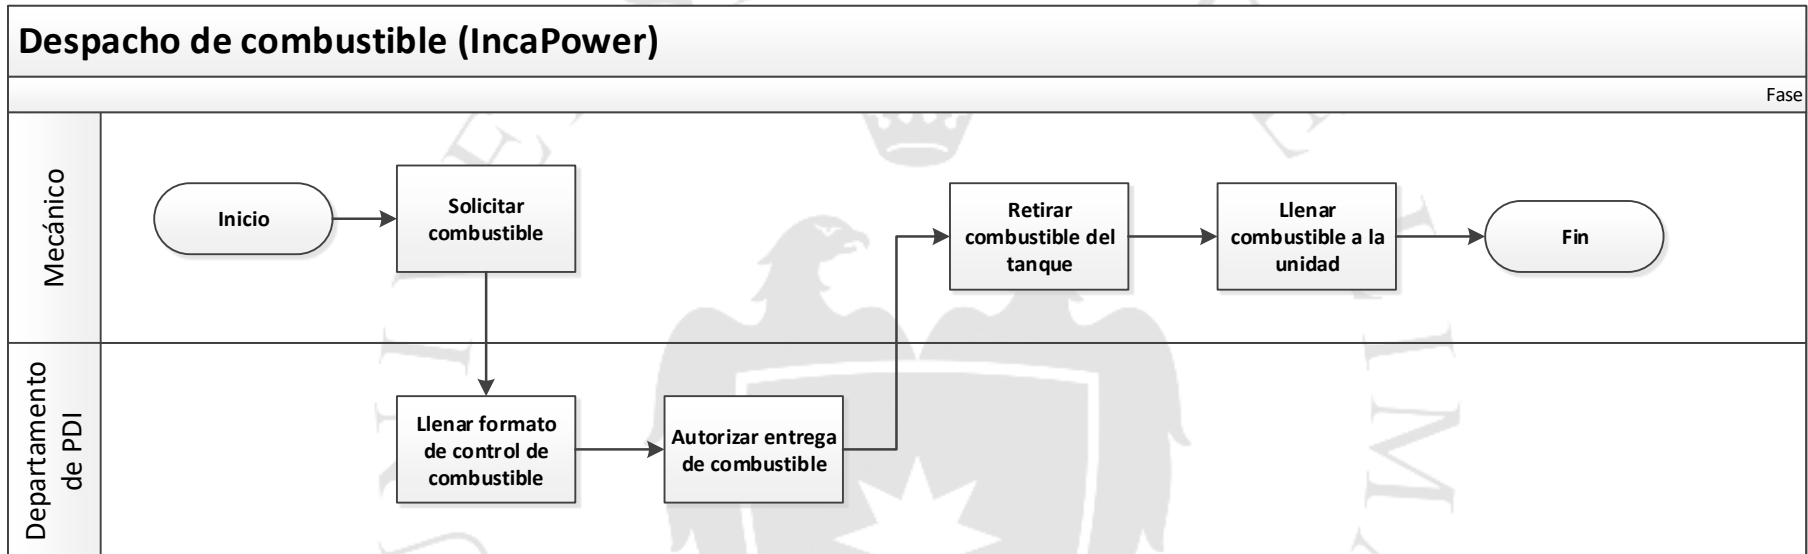 Despacho de combustible (IncaPower)
Fase
Mecánico
Inicio
Solicitar
combustible
Retirar
combustible del
tanque
Llenar
combustible a la
unidad
Fin
Departamento
de PDI
Llenar formato
de control de
combustible
Autorizar entrega
de combustible